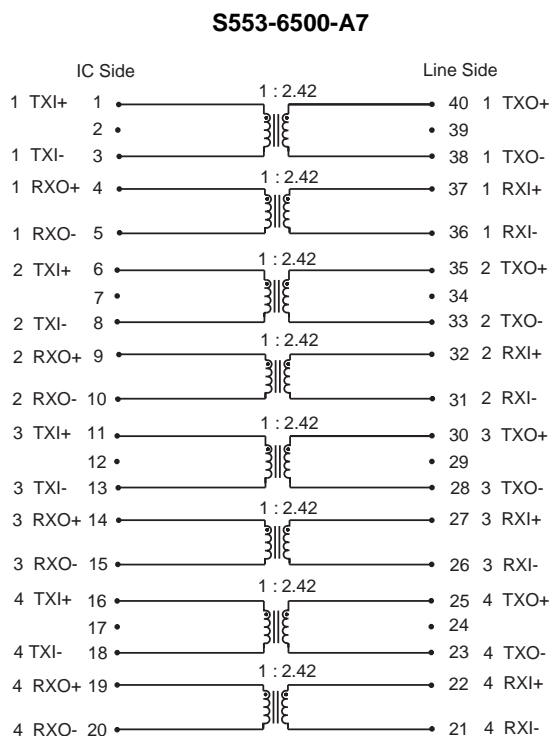 S553-6500-A7
IC Side Line Side
1 : 2.42
1 TXI+ 1 40 1 TXO+
2 39
1 TXI- 3 38 1 TXO-
1 : 2.42
1 RXO+ 4 37 1 RXI+
1 RXO- 5 36 1 RXI-
1 : 2.42
2 TXI+ 6 35 2 TXO+
7 34
2 TXI- 8 33 2 TXO-
1 : 2.42
2 RXO+ 9 32 2 RXI+
2 RXO- 10 31 2 RXI-
1 : 2.42
3 TXI+ 11 30 3 TXO+
12 29
3 TXI- 13 28 3 TXO-
1 : 2.42
3 RXO+ 14 27 3 RXI+
3 RXO- 15 26 3 RXI-
1 : 2.42
4 TXI+ 16 25 4 TXO+
17 24
4 TXI- 18 23 4 TXO-
1 : 2.42
4 RXO+ 19 22 4 RXI+
4 RXO- 20 21 4 RXI-